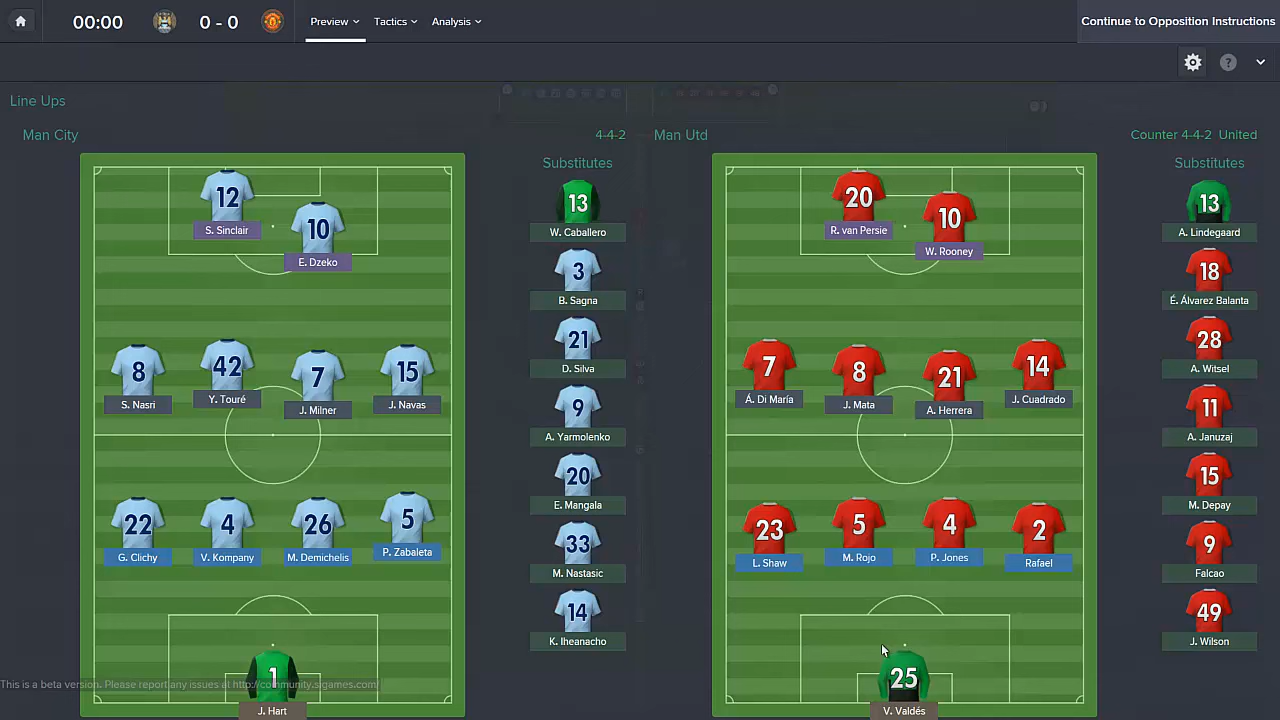 00:00
0 - 0
Preview
Tactics
Analysis
Continue to Opposition Instructions
?
Line Ups
Man City
4-4-2
12
S. Sinclair
10
E. Dzeko
8
S. Nasri
42
Y. Touré
7
J. Milner
15
J. Navas
22
G. Clichy
4
V. Kompany
26
M. Demichelis
5
P. Zabaleta
1
J. Hart
Substitutes
13
W. Caballero
3
B. Sagna
21
D. Silva
9
A. Yarmolenko
20
E. Mangala
33
M. Nastasic
14
K. Iheanacho
Man Utd
Counter 4-4-2 United
20
R. van Persie
10
W. Rooney
7
Á. Di María
8
J. Mata
21
A. Herrera
14
J. Cuadrado
23
L. Shaw
5
M. Rojo
4
P. Jones
2
Rafael
25
V. Valdés
Substitutes
13
A. Lindegaard
18
É. Álvarez Balanta
28
A. Witsel
11
A. Januzaj
15
M. Depay
9
Falcao
49
J. Wilson
This is a beta version. Please report any issues at http://community.sigames.com/